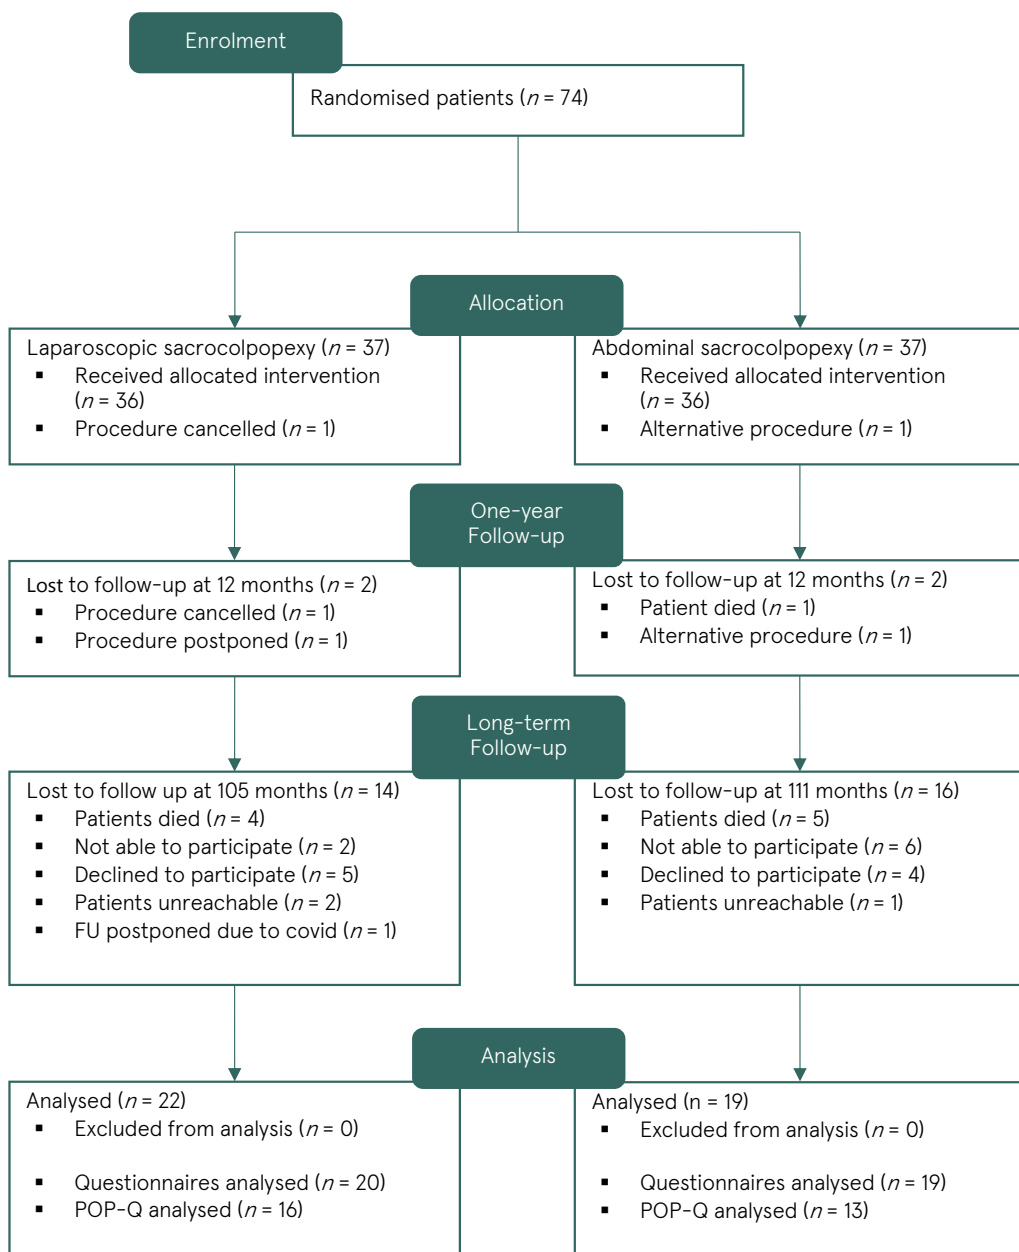 Enrolment
Randomised patients (n = 74)
Allocation
Laparoscopic sacrocolpopexy (n = 37)
▪ Received allocated intervention
(n = 36)
▪ Procedure cancelled (n = 1)
Abdominal sacrocolpopexy (n = 37)
▪ Received allocated intervention
(n = 36)
▪ Alternative procedure (n = 1)
One-year
Follow-up
Lost to follow-up at 12 months (n = 2)
▪ Procedure cancelled (n = 1)
▪ Procedure postponed (n = 1)
Lost to follow-up at 12 months (n = 2)
▪ Patient died (n = 1)
▪ Alternative procedure (n = 1)
Long-term
Follow-up
Lost to follow up at 105 months (n = 14)
▪ Patients died (n = 4)
▪ Not able to participate (n = 2)
▪ Declined to participate (n = 5)
▪ Patients unreachable (n = 2)
▪ FU postponed due to covid (n = 1)
Lost to follow-up at 111 months (n = 16)
▪ Patients died (n = 5)
▪ Not able to participate (n = 6)
▪ Declined to participate (n = 4)
▪ Patients unreachable (n = 1)
Analysis
Analysed (n = 22)
▪ Excluded from analysis (n = 0)
▪ Questionnaires analysed (n = 20)
▪ POP-Q analysed (n = 16)
Analysed (n = 19)
▪ Excluded from analysis (n = 0)
▪ Questionnaires analysed (n = 19)
▪ POP-Q analysed (n = 13)